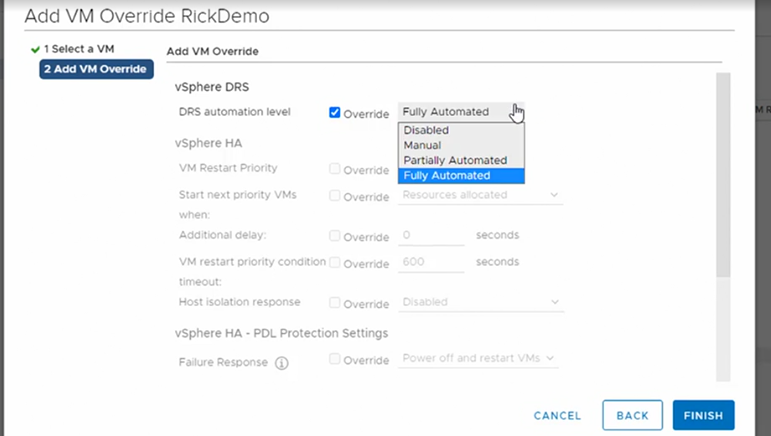 Add VM Override RickDemo
1 Select a VM
2 Add VM Override
Add VM Override
vSphere DRS
DRS automation level Override Fully Automated
Disabled
Manual
Partially Automated
Fully Automated
vSphere HA
VM Restart Priority Override
Start next priority VMs when: Override Resources allocated
Additional delay: Override 0 seconds
VM restart priority condition timeout: Override 600 seconds
Host isolation response Override Disabled
vSphere HA - PDL Protection Settings
Failure Response Override Power off and restart VMs
CANCEL BACK FINISH